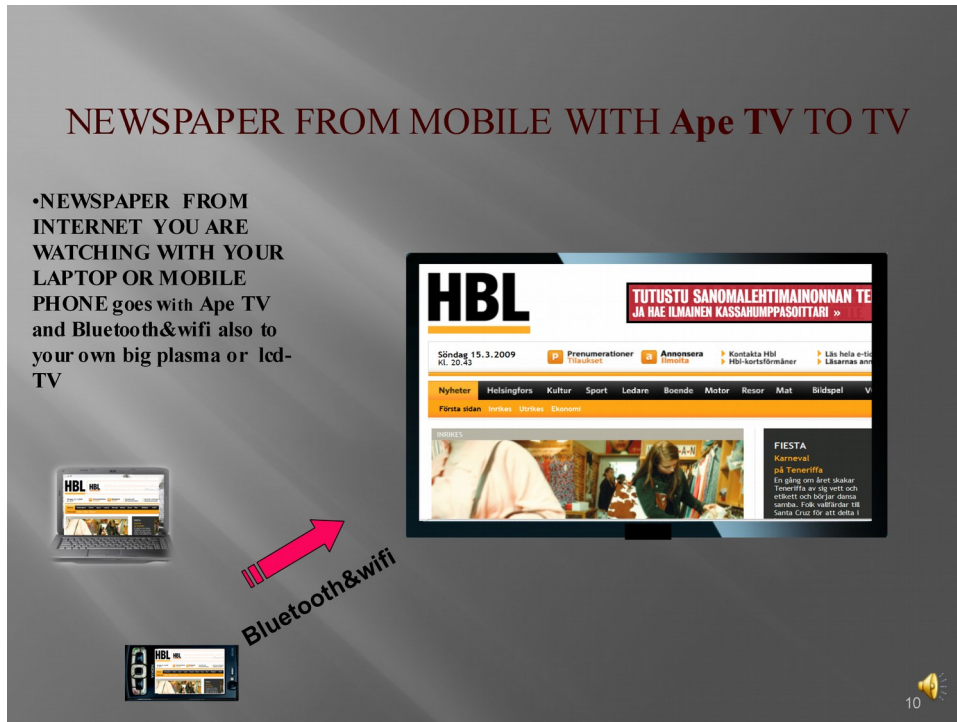 NEWSPAPER FROM MOBILE WITH Ape TV TO TV
•NEWSPAPER FROM
INTERNET YOU ARE
WATCHING WITH YOUR
LAPTOP OR MOBILE
PHONE goes with Ape TV
and Bluetooth&wifi also to
your own big plasma or lcd-
TV
HBL
TUTUSTU SANOMALEHTIMAINONNAN TE
JA HAE ILMAINEN KASSAHUMPPASOITTARI »
Söndag 15.3.2009
Kl. 20.43
p Prenumerationer
Tilaukset
a Annonsera
Ilmoita
Kontakta Hbl
Hbl-kortsförmåner
Läs hela e-tid
Läsarnas ann
Nyheter Helsingfors Kultur Sport Ledare Boende Motor Resor Mat Bildspel V
Första sidan Inrikes Utrikes Ekonomi
INRIKES
FIESTA
Karneval
på Teneriffa
En gång om året skakar
Teneriffa av sig vett och
etikett och börjar dansa
samba. Folk vallfärdar till
Santa Cruz för att delta i
HBL HBL
Bluetooth&wifi
HBL HBL
10